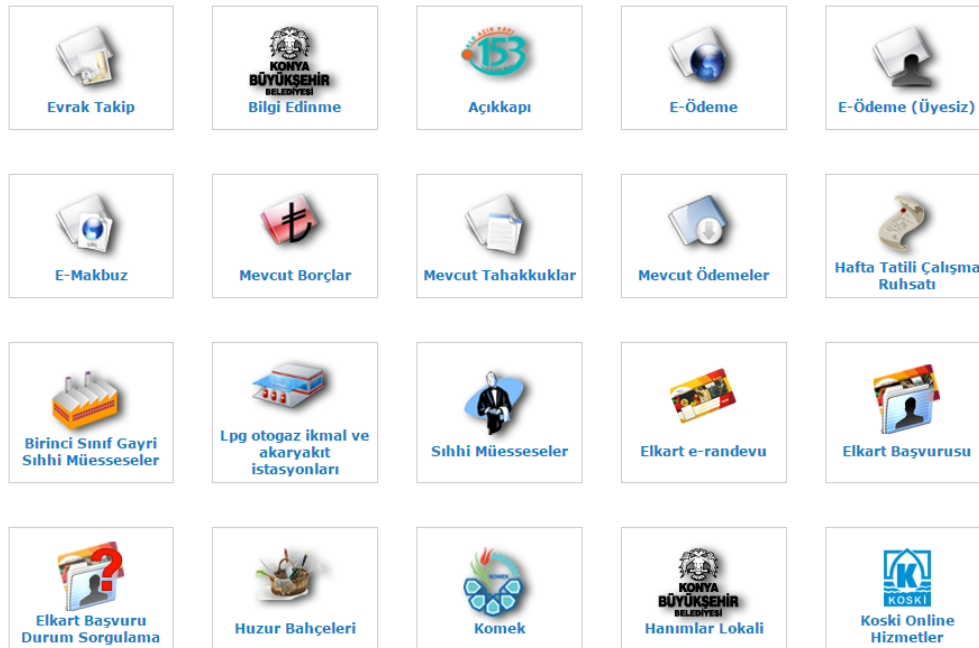 Evrak Takip
KONYA
BÜYÜKŞEHİR
BELEDİYESİ
Bilgi Edinme
153
Açıkkapı
E-Ödeme
E-Ödeme (Üyesiz)
URL
E-Makbuz
Mevcut Borçlar
Mevcut Tahakkuklar
Mevcut Ödemeler
Hafta Tatili Çalışma
Ruhsatı
Birinci Sınıf Gayri
Sıhhi Müesseseler
Lpg otogaz ikmal ve
akaryakıt
istasyonları
Sıhhi Müesseseler
Elkart e-randevu
Elkart Başvurusu
?
Elkart Başvuru
Durum Sorgulama
Huzur Bahçeleri
KOMEK
Komek
KONYA
BÜYÜKŞEHİR
BELEDİYESİ
Hanımlar Lokali
K
KOSKİ
Koski Online
Hizmetler